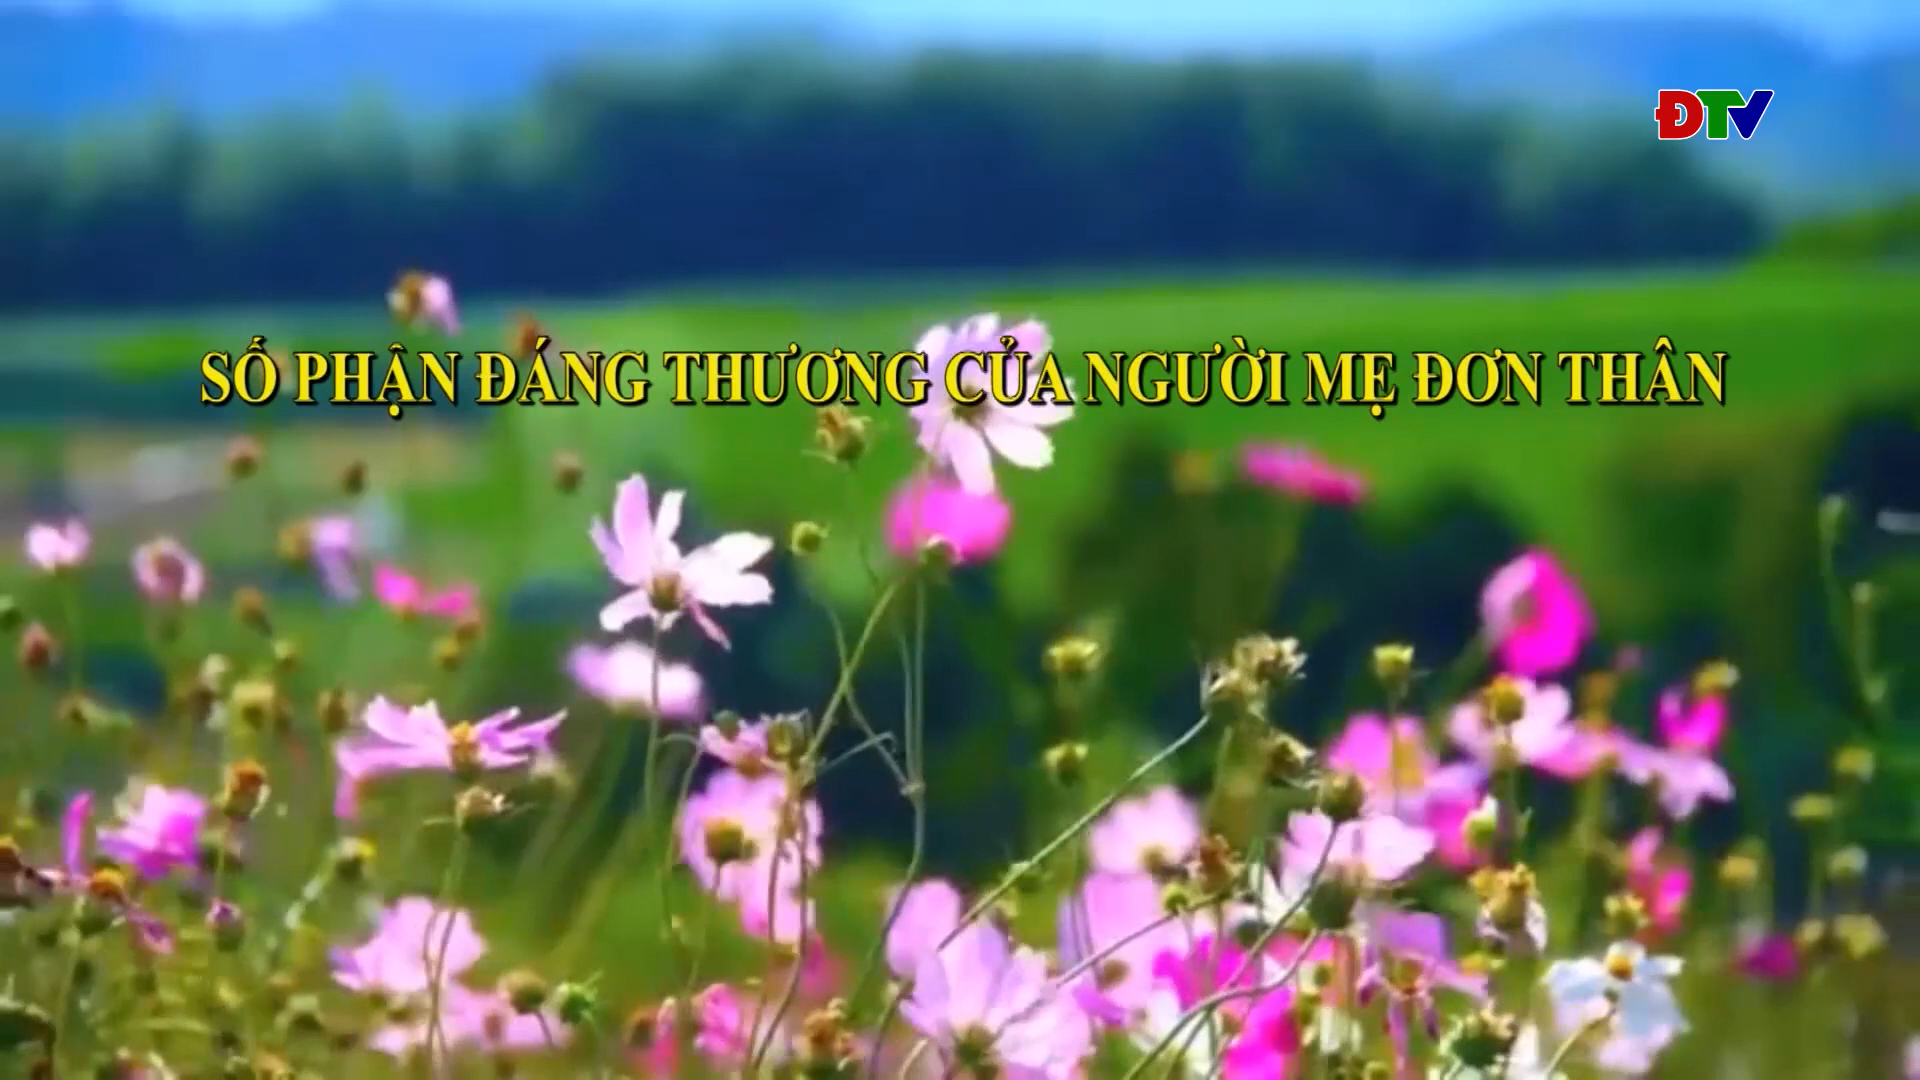 ĐTV
SỐ PHẬN ĐÁNG THƯƠNG CỦA NGƯỜI MẸ ĐƠN THÂN